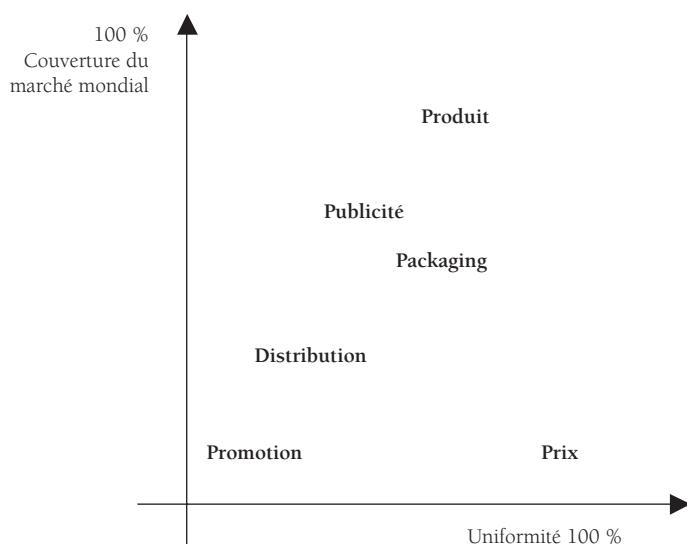 100 %
Couverture du
marché mondial
Produit
Publicité
Packaging
Distribution
Promotion
Prix
Uniformité 100 %